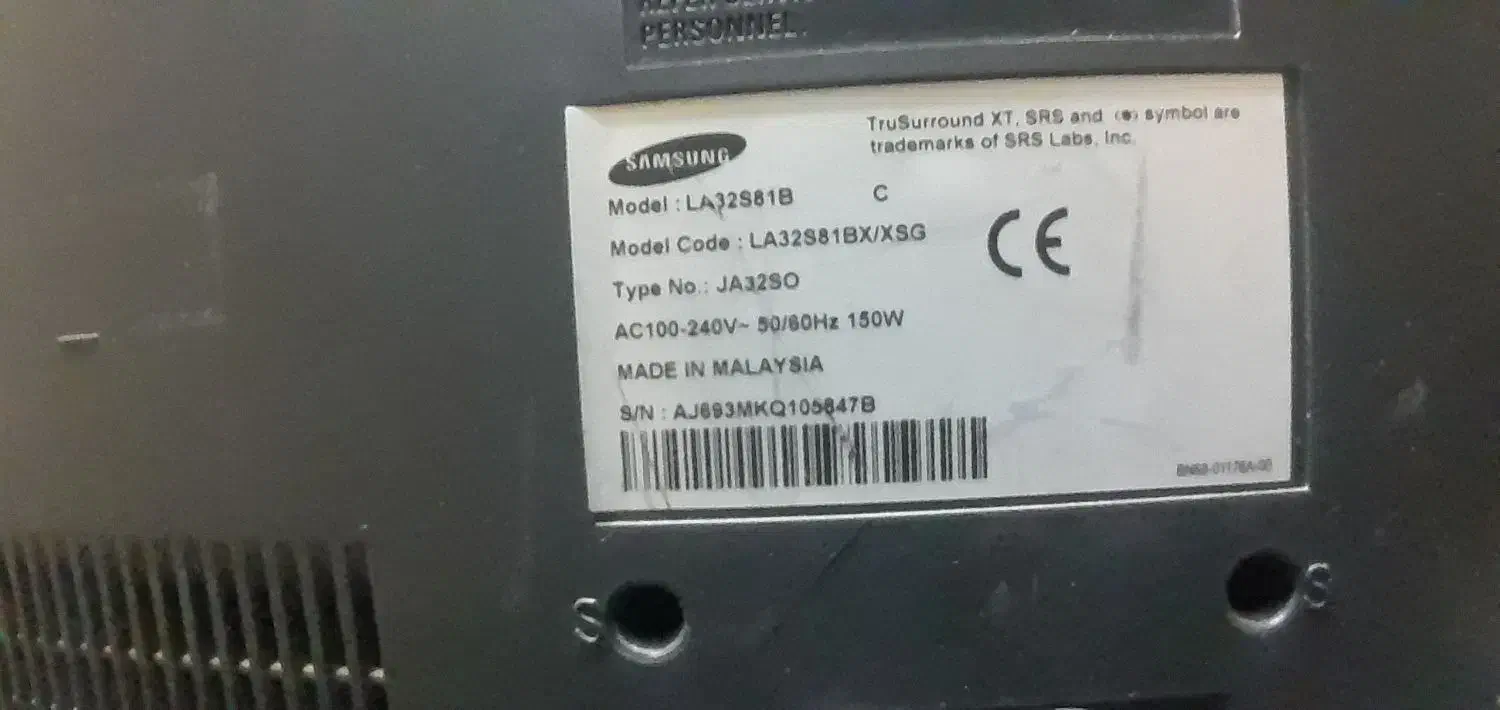 PERSONNEL.
TruSurround XT, SRS and (●) symbol are
trademarks of SRS Labs, Inc.
SAMSUNG
Model : LA32S81B C
Model Code : LA32S81BX/XSG
Type No.: JA32SO
AC100-240V~ 50/60Hz 150W
MADE IN MALAYSIA
S/N : AJ693MKQ105847B
CE
S S